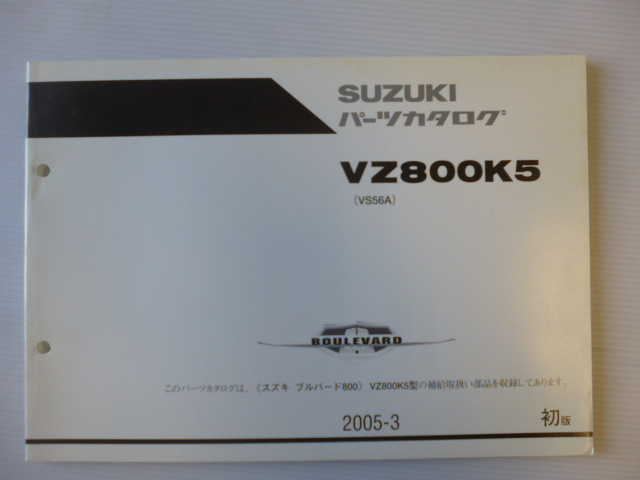 SUZUKI
パーツカタログ
VZ800K5
(VS56A)
BOULEVARD
このパーツカタログは、《スズキ ブルバード800》 VZ800K5型の補給取扱い部品を収録してあります。
2005-3
初版